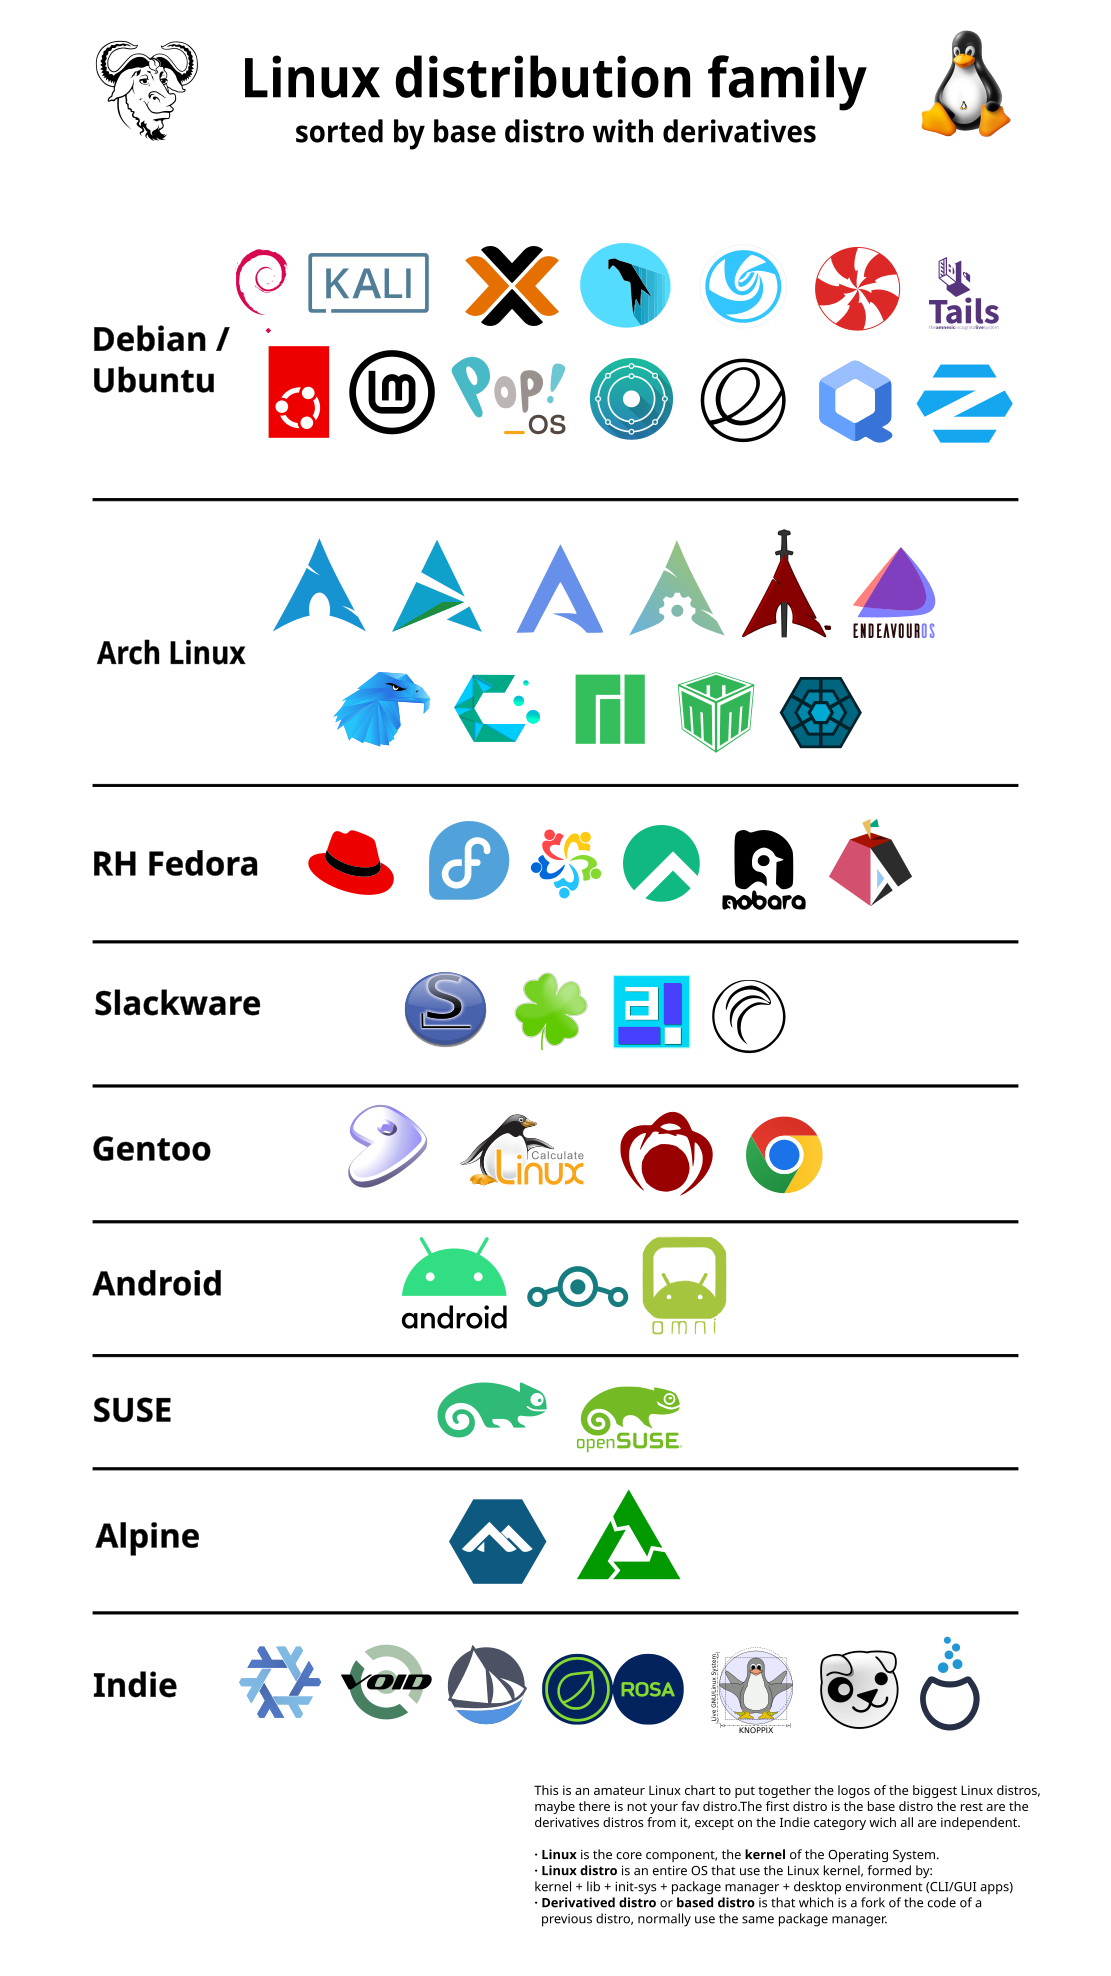 Linux distribution family
sorted by base distro with derivatives
Debian /
Ubuntu
KALI
Tails
Pop!
_OS
Arch Linux
ENDEAVOUROS
RH Fedora
nobara
Slackware
a!
Gentoo
Calculate
Linux
Android
android
omni
SUSE
openSUSE
Alpine
Indie
VOID
ROSA
Live GNU/Linux System
KNOPPIX
This is an amateur Linux chart to put together the logos of the biggest Linux distros,
maybe there is not your fav distro.The first distro is the base distro the rest are the
derivatives distros from it, except on the Indie category wich all are independent.
· Linux is the core component, the kernel of the Operating System.
· Linux distro is an entire OS that use the Linux kernel, formed by:
kernel + lib + init-sys + package manager + desktop environment (CLI/GUI apps)
· Derivatived distro or based distro is that which is a fork of the code of a
previous distro, normally use the same package manager.